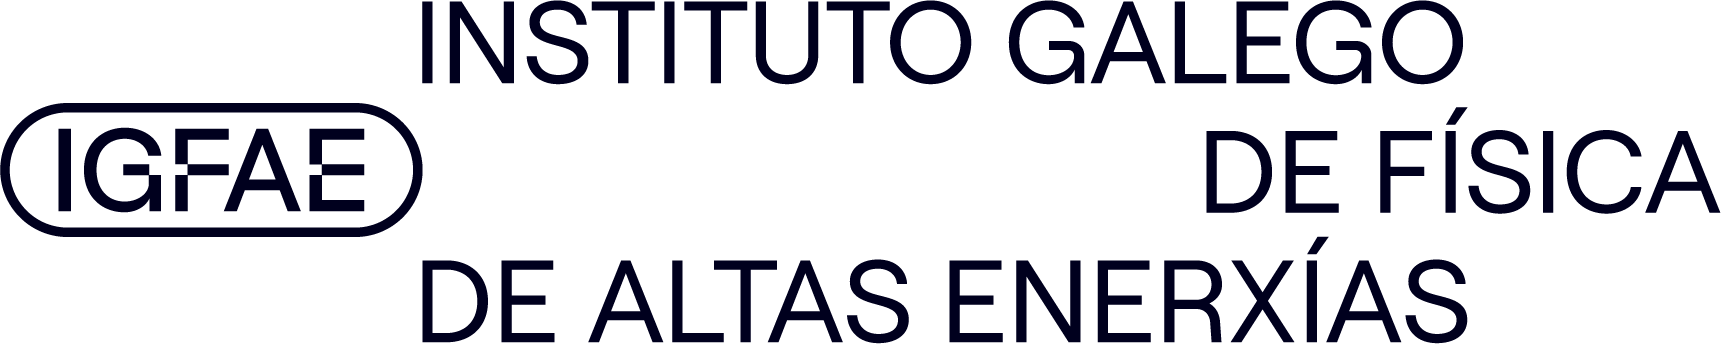 INSTITUTO GALEGO
IGFAE
DE FÍSICA
DE ALTAS ENERXÍAS